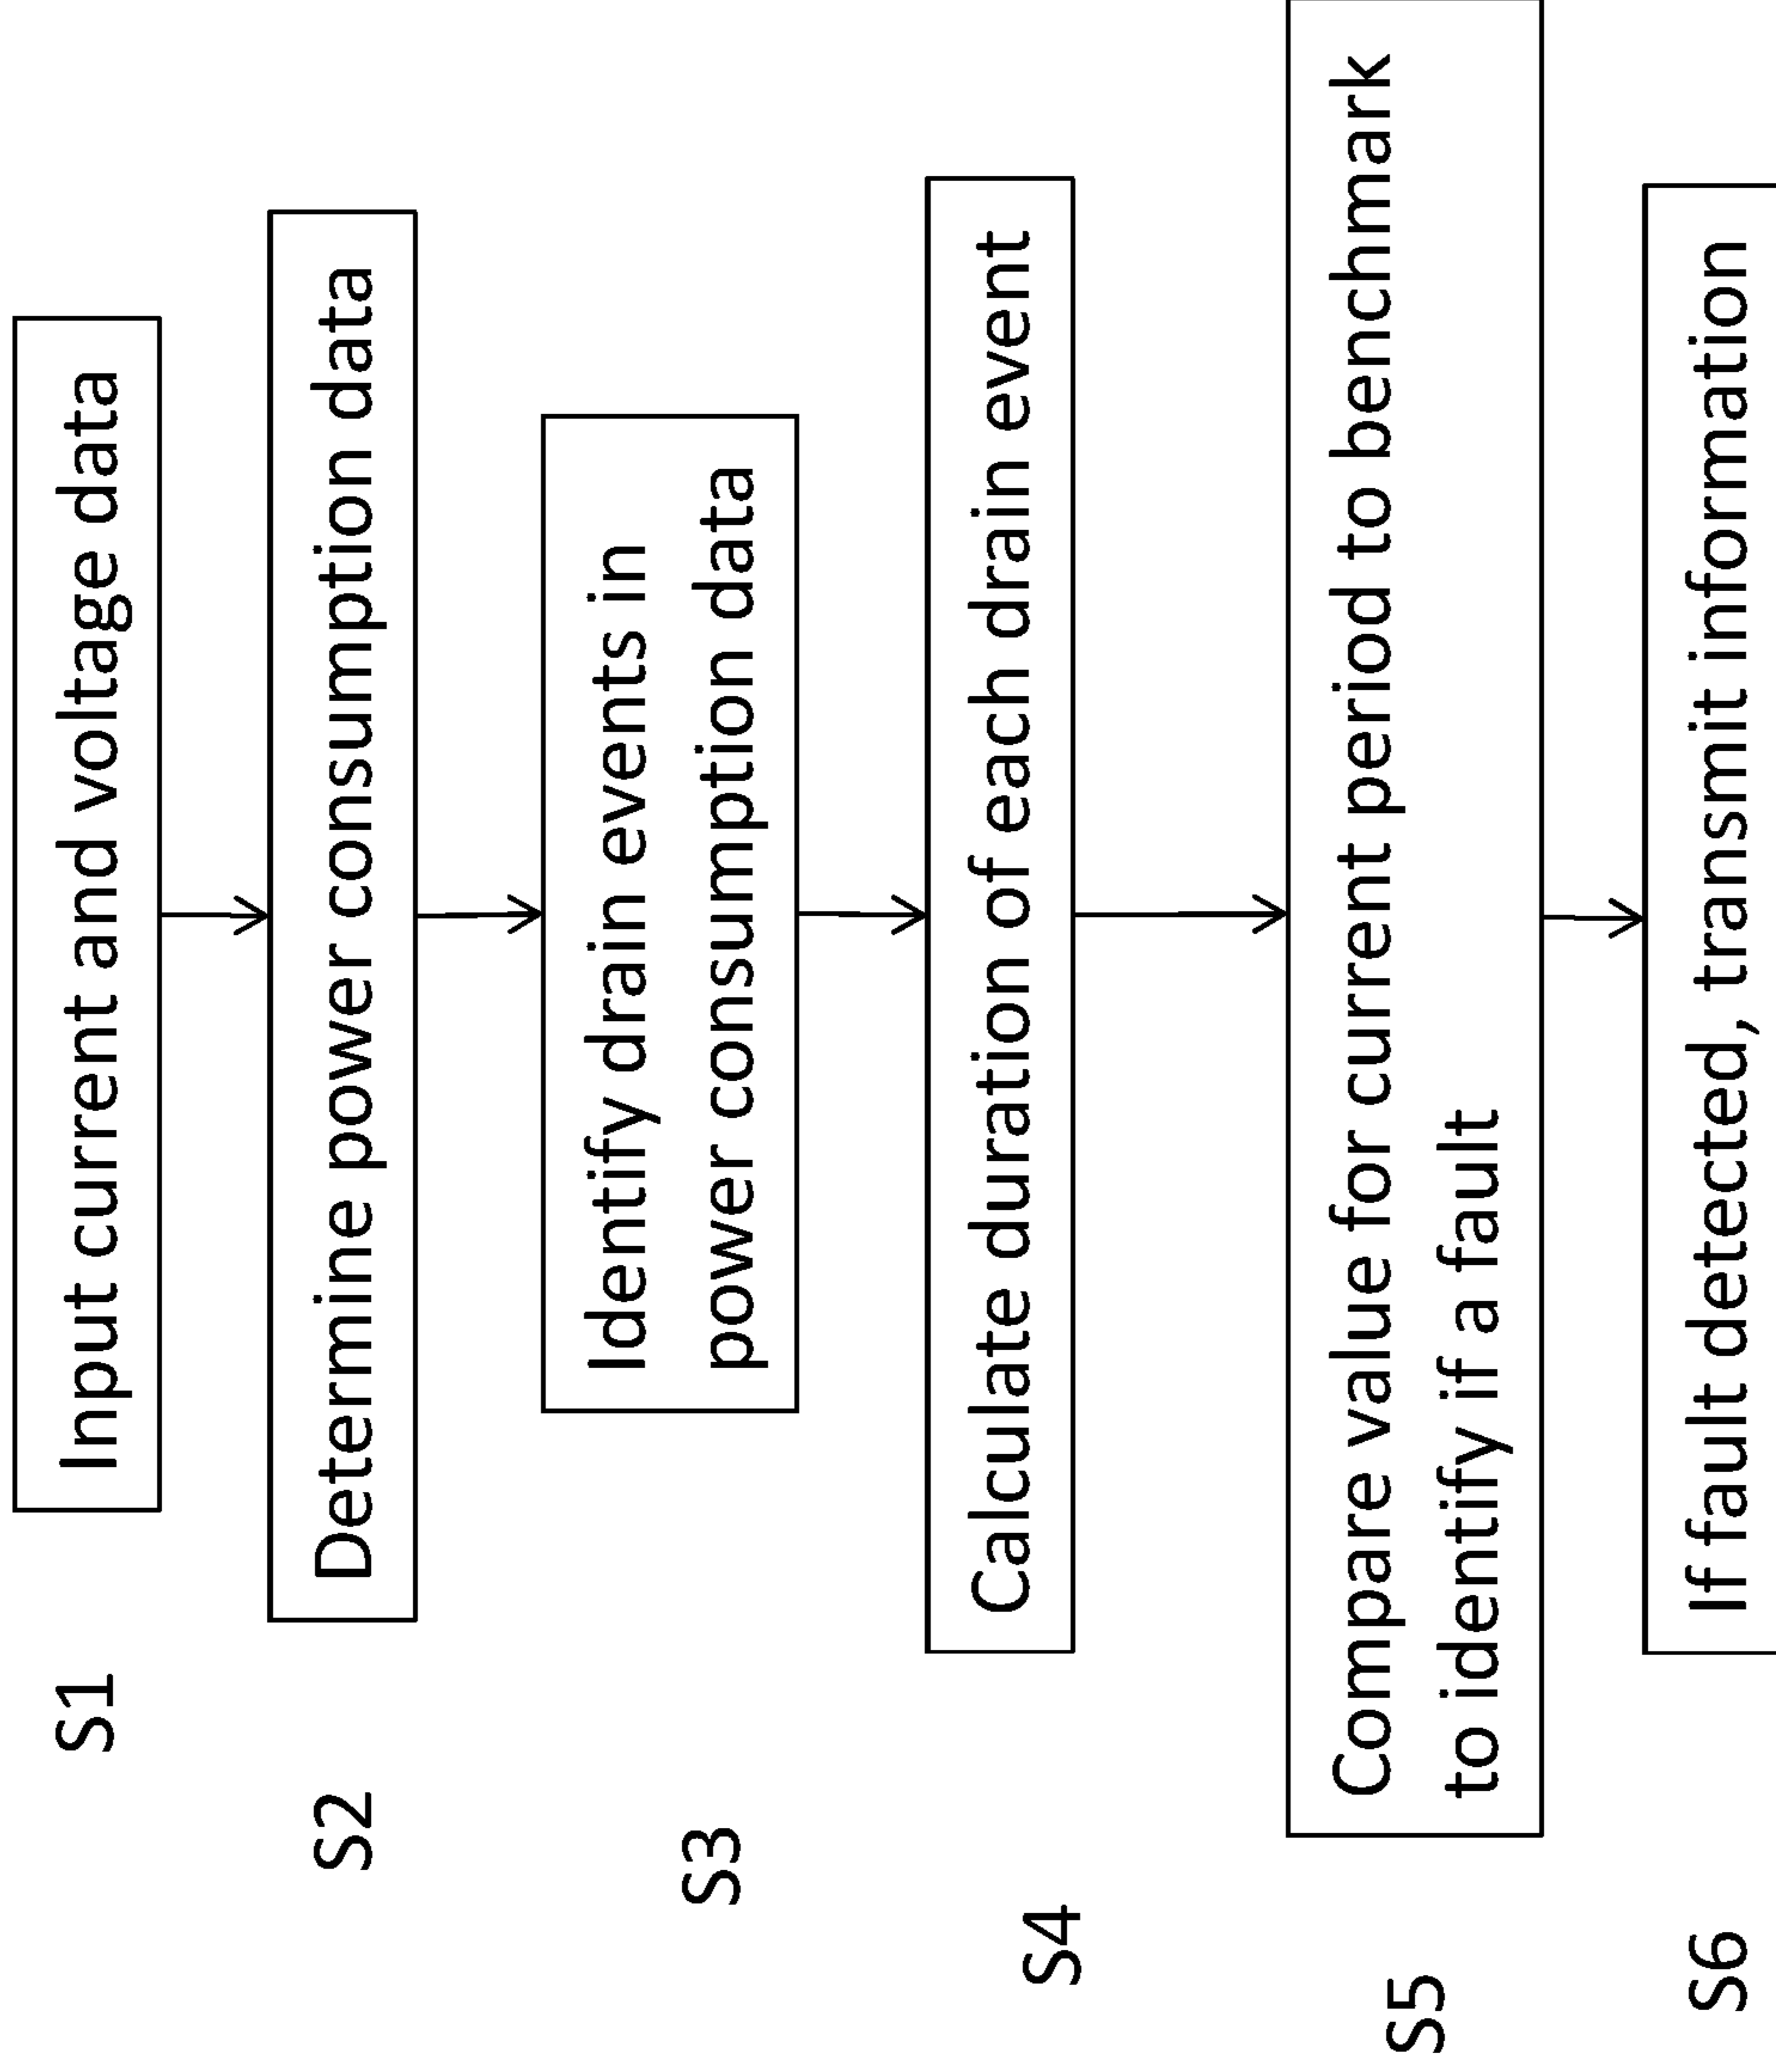 S1
Input current and voltage data
S2
Determine power consumption data
S3
Identify drain events in
power consumption data
S4
Calculate duration of each drain event
S5
Compare value for current period to benchmark
to identify if a fault
S6
If fault detected, transmit information